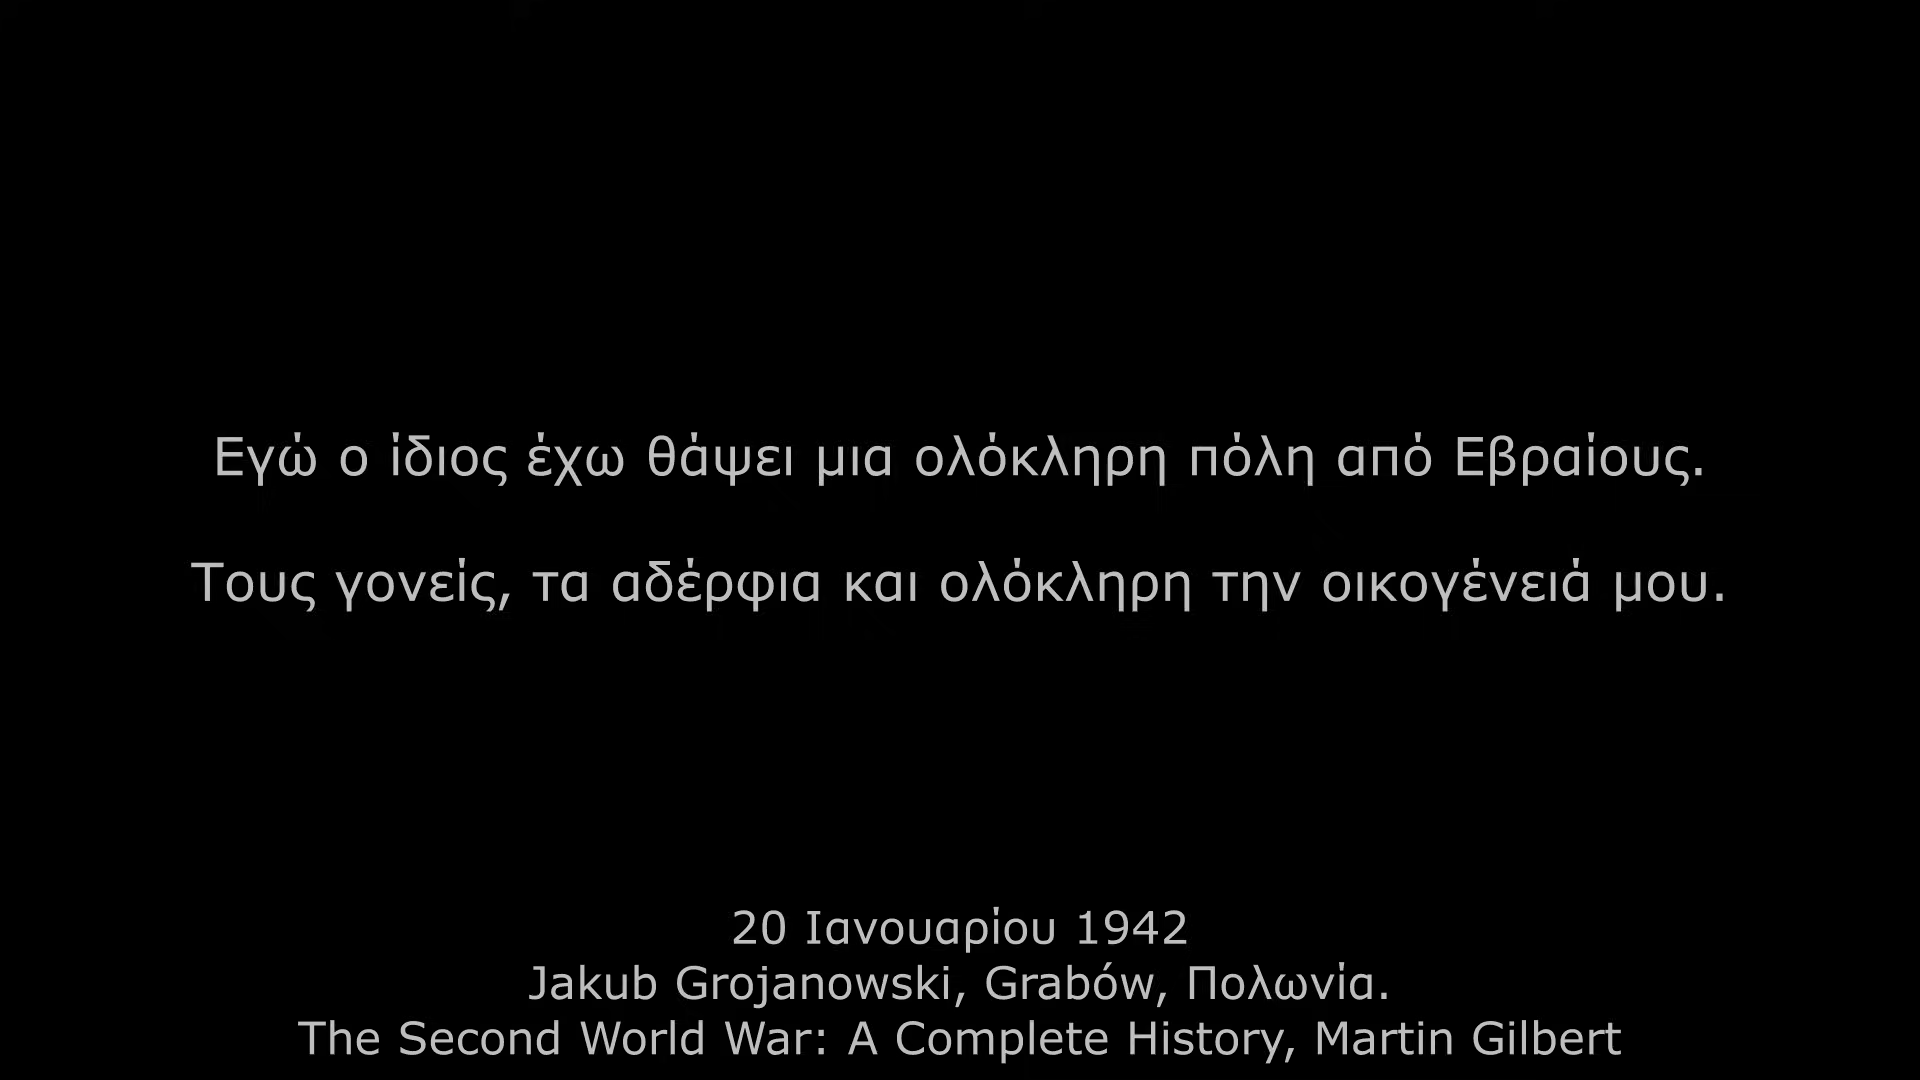 Εγώ ο ίδιος έχω θάψει μια ολόκληρη πόλη από Εβραίους.
Τους γονείς, τα αδέρφια και ολόκληρη την οικογένειά μου.
20 Ιανουαρίου 1942
Jakub Grojanowski, Grabów, Πολωνία.
The Second World War: A Complete History, Martin Gilbert